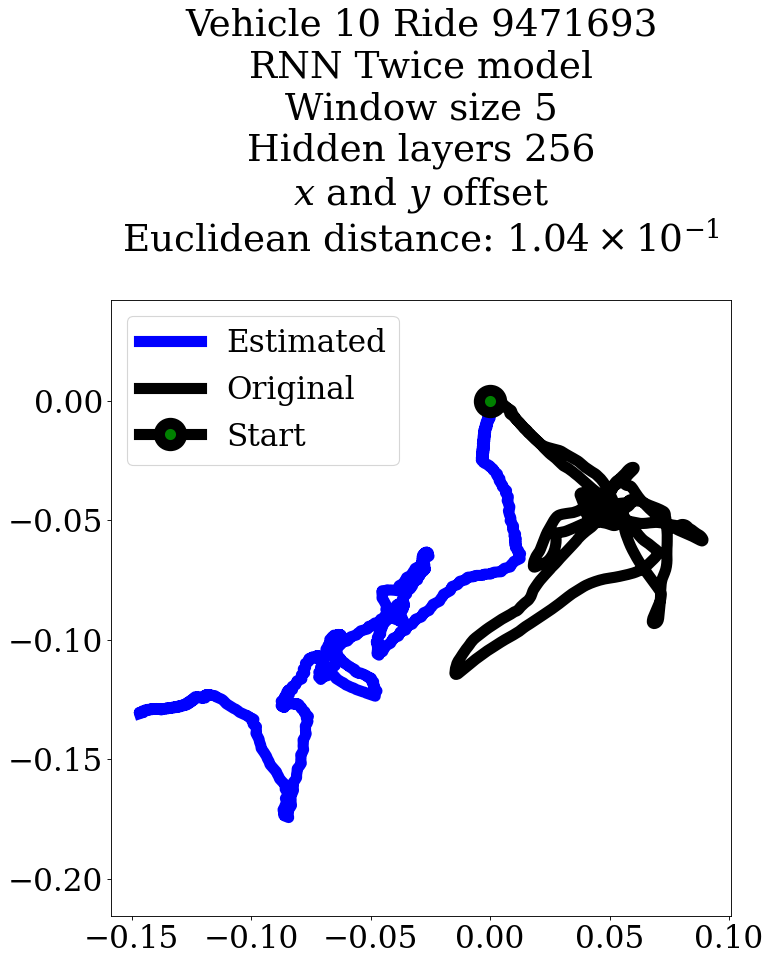 Vehicle 10 Ride 9471693
RNN Twice model
Window size 5
Hidden layers 256
x and y offset
Euclidean distance: 1.04 × 10⁻¹
Estimated
Original
Start
0.00
−0.05
−0.10
−0.15
−0.20
−0.15 −0.10 −0.05 0.00 0.05 0.10